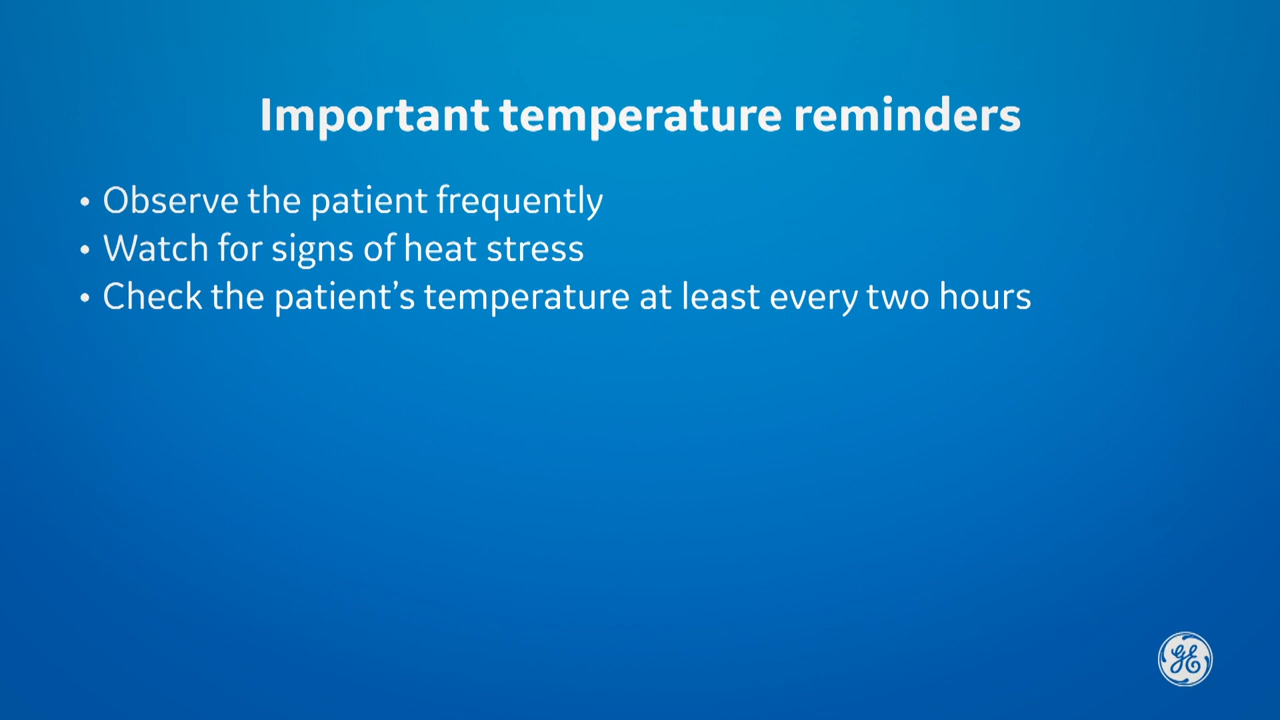 Important temperature reminders
• Observe the patient frequently
• Watch for signs of heat stress
• Check the patient’s temperature at least every two hours
GE